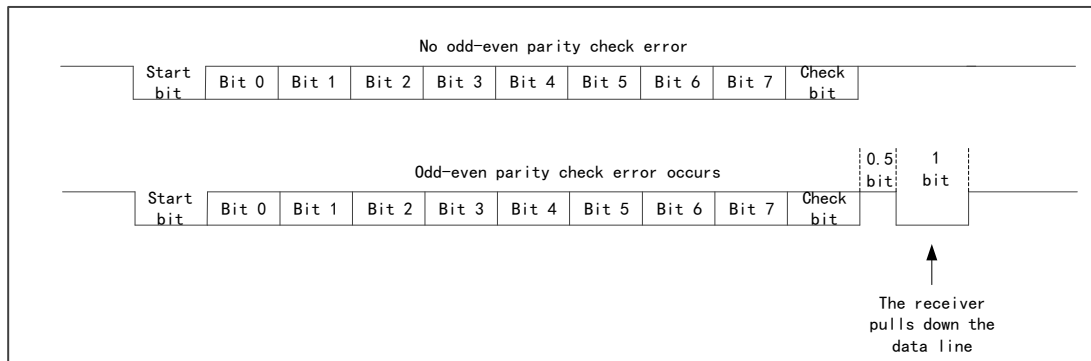 No odd-even parity check error
Start bit Bit 0 Bit 1 Bit 2 Bit 3 Bit 4 Bit 5 Bit 6 Bit 7 Check bit
0.5 bit
1 bit
Odd-even parity check error occurs
Start bit Bit 0 Bit 1 Bit 2 Bit 3 Bit 4 Bit 5 Bit 6 Bit 7 Check bit
The receiver
pulls down the
data line